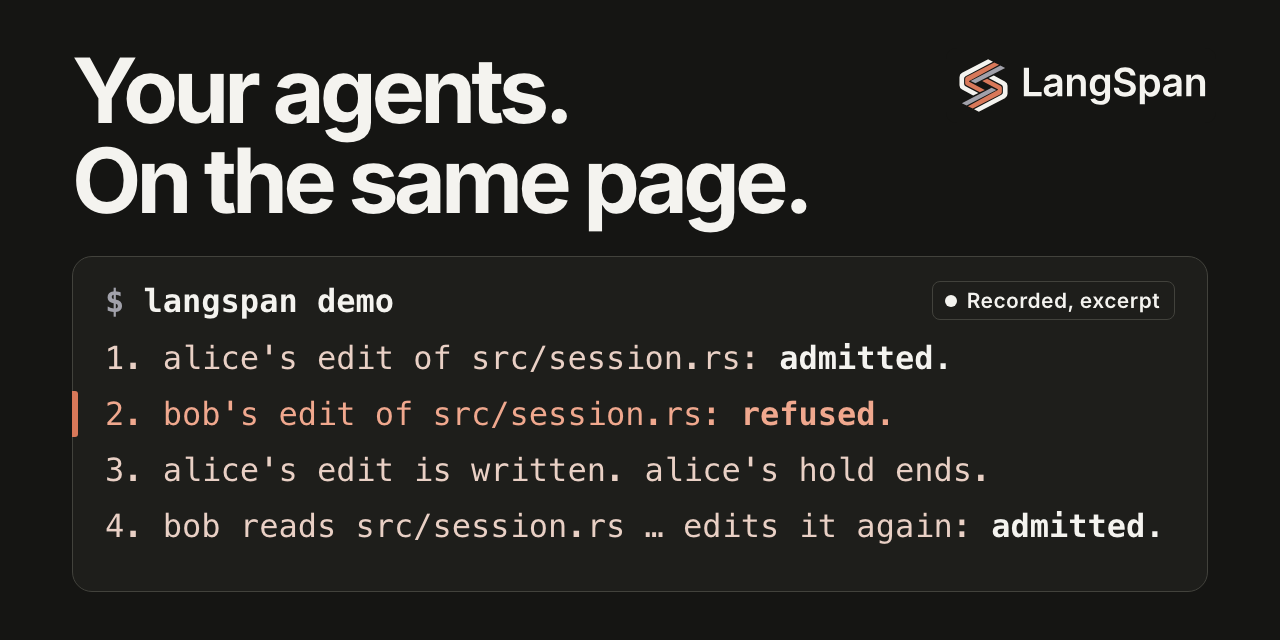 Your agents.
On the same page.
LangSpan
$ langspan demo
Recorded, excerpt
1. alice's edit of src/session.rs: admitted.
2. bob's edit of src/session.rs: refused.
3. alice's edit is written. alice's hold ends.
4. bob reads src/session.rs … edits it again: admitted.